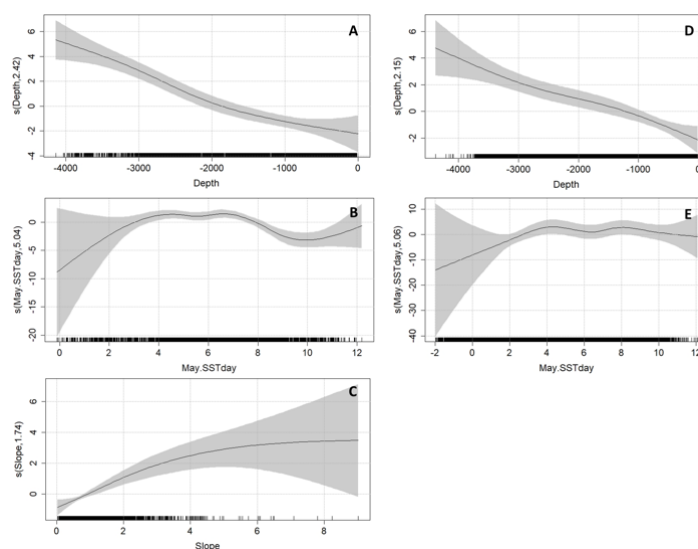 A
s(Depth,2.42)
6
4
2
0
-2
-4
-4000 -3000 -2000 -1000 0
Depth
D
s(Depth,2.15)
6
4
2
0
-2
-4000 -3000 -2000 -1000 0
Depth
B
s(May.SSTday,5.04)
0
-5
-10
-15
-20
0 2 4 6 8 10 12
May.SSTday
E
s(May.SSTday,5.06)
10
0
-10
-20
-30
-40
-2 0 2 4 6 8 10 12
May.SSTday
C
s(Slope,1.74)
6
4
2
0
0 2 4 6 8
Slope